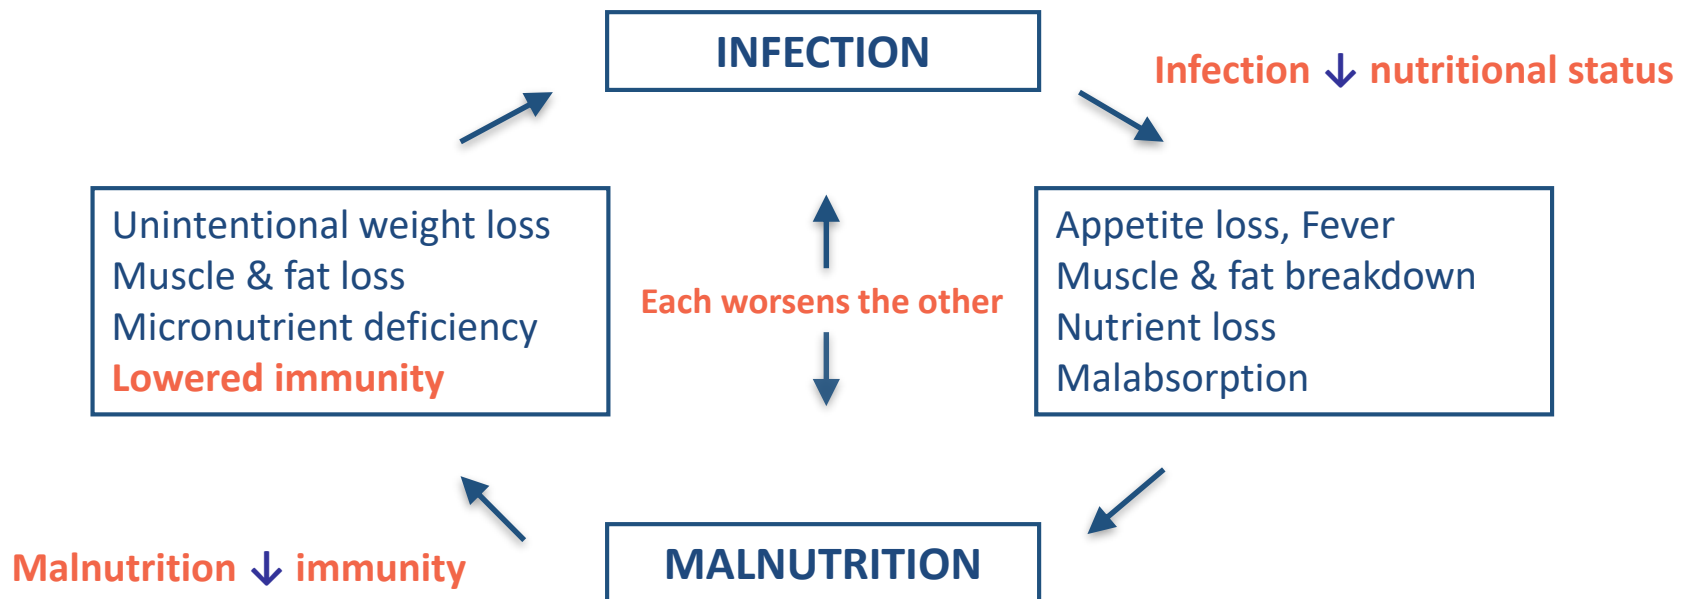 INFECTION
Infection ↓ nutritional status
Unintentional weight loss
Muscle & fat loss
Micronutrient deficiency
Lowered immunity
Each worsens the other
Appetite loss, Fever
Muscle & fat breakdown
Nutrient loss
Malabsorption
Malnutrition ↓ immunity
MALNUTRITION